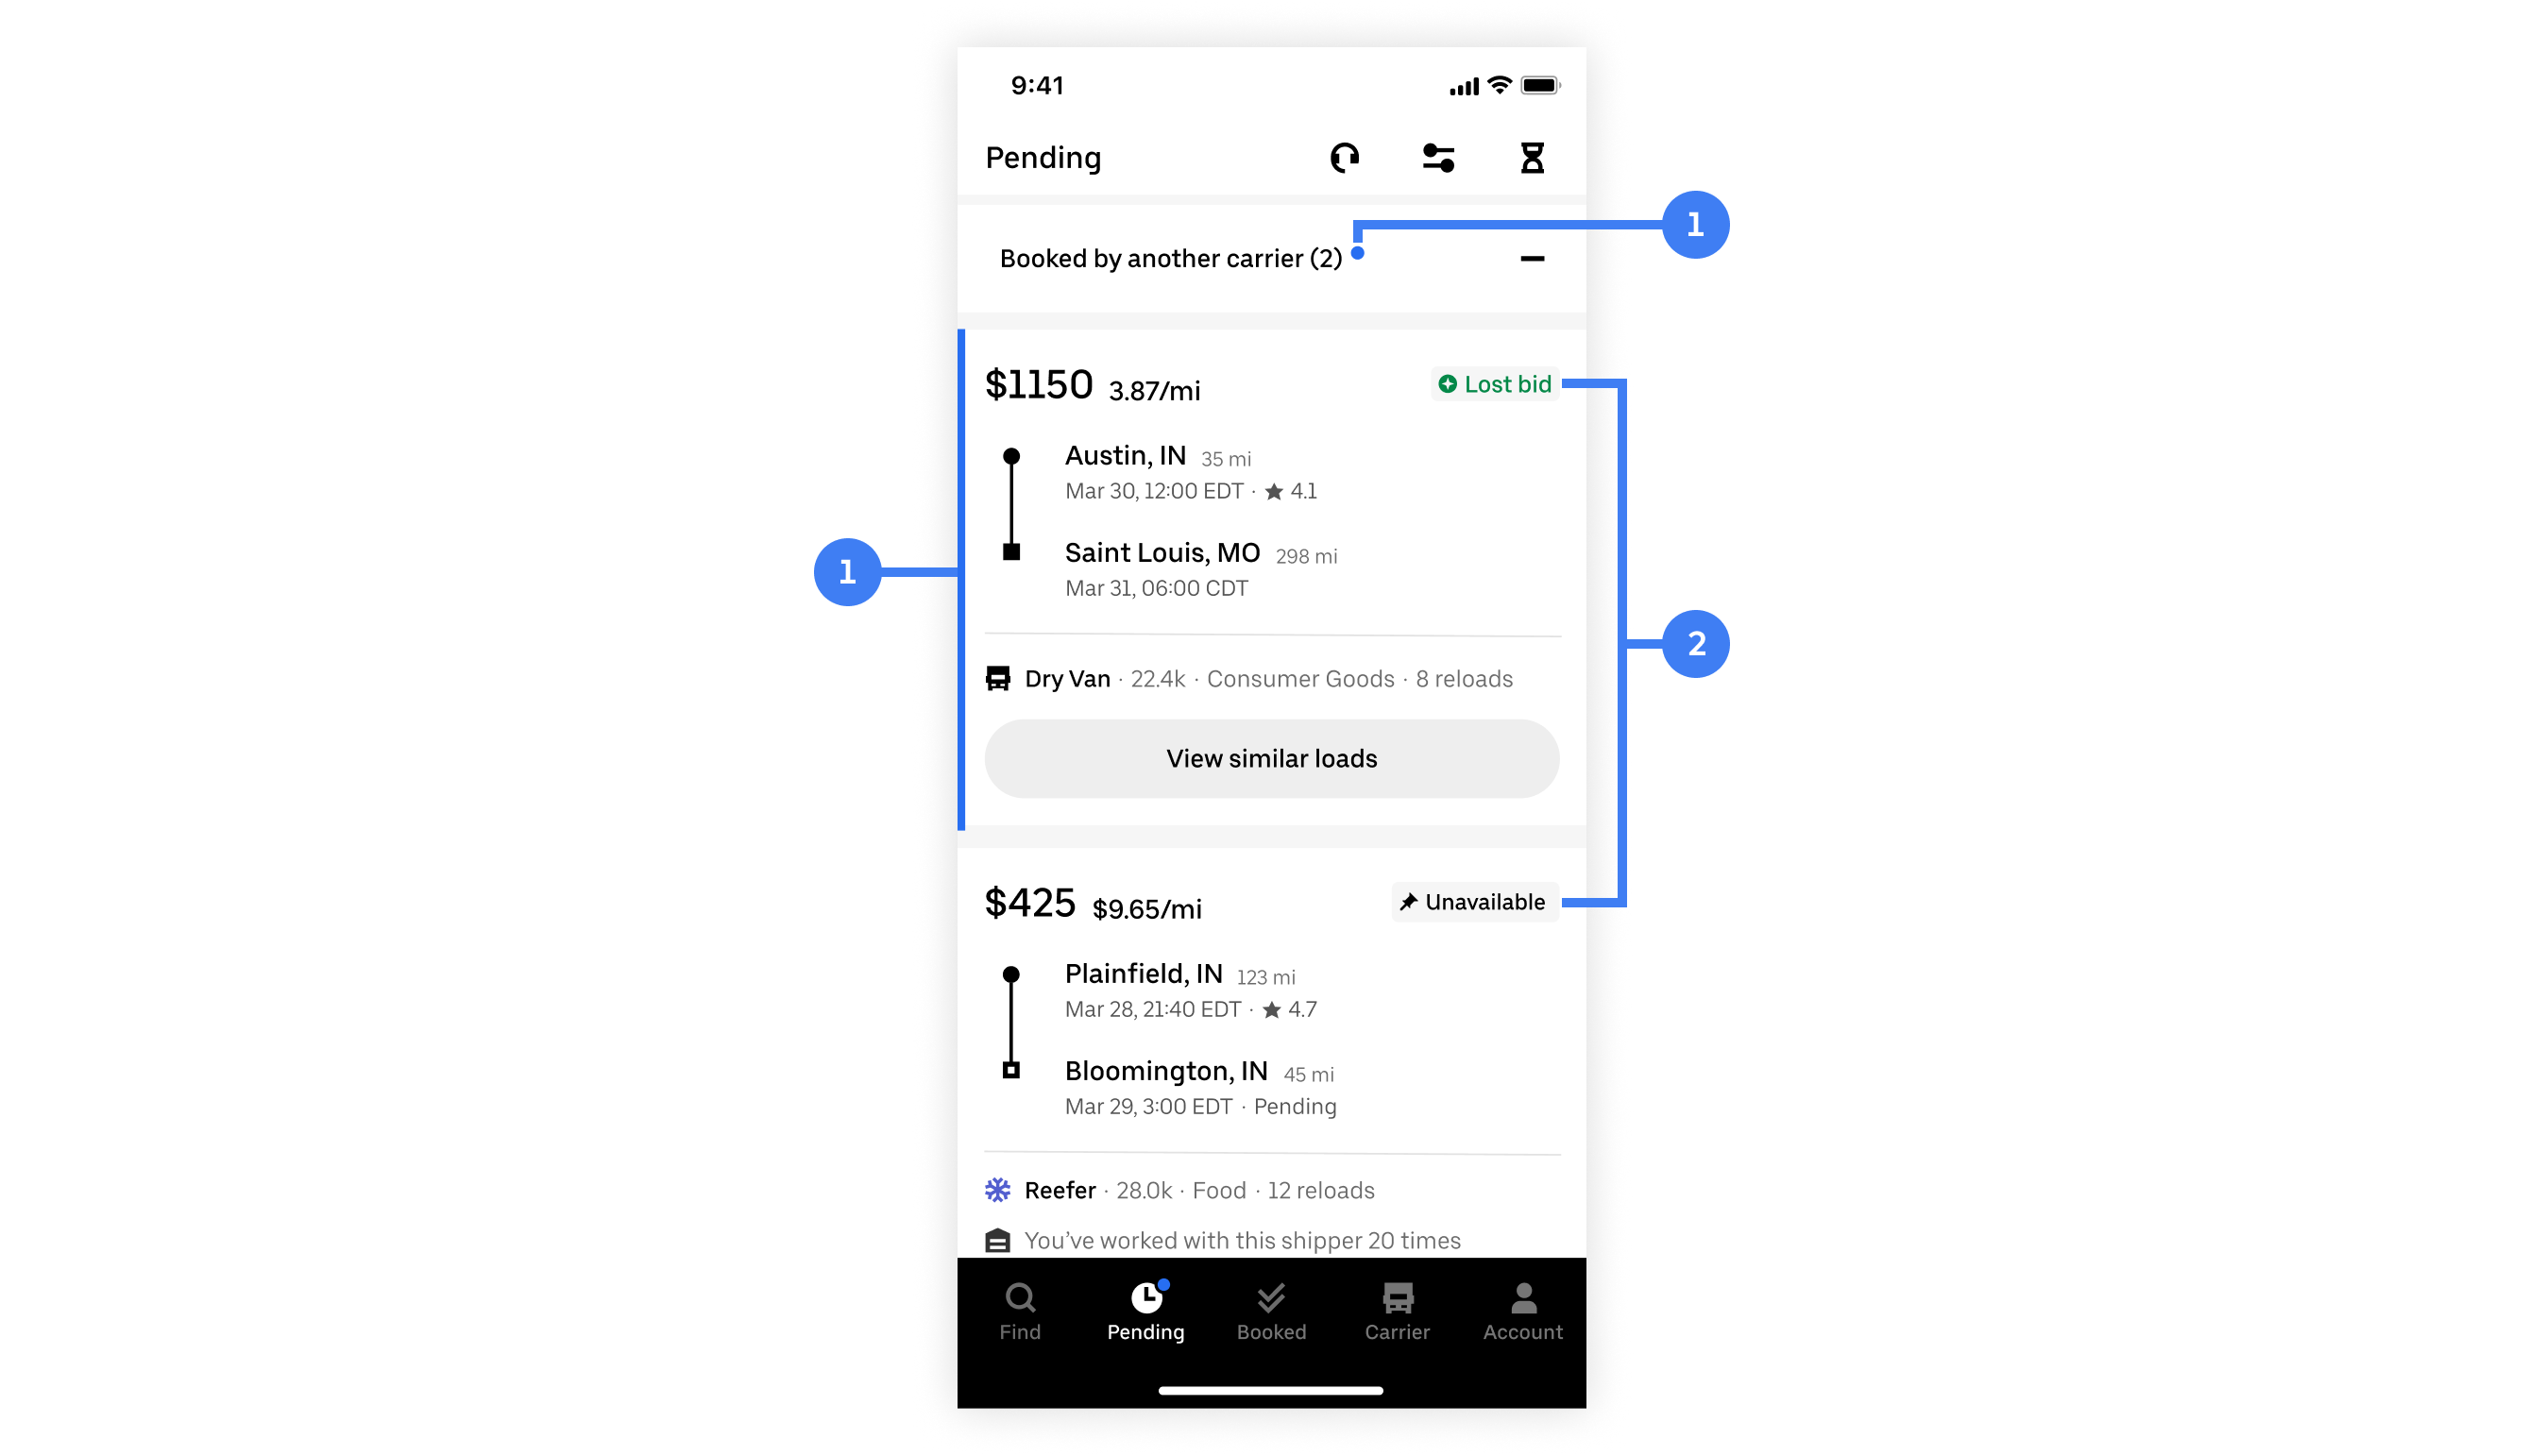 9:41
Pending
1
Booked by another carrier (2)
$1150 3.87/mi
Lost bid
Austin, IN 35 mi
Mar 30, 12:00 EDT · ★ 4.1
1
Saint Louis, MO 298 mi
Mar 31, 06:00 CDT
2
Dry Van · 22.4k · Consumer Goods · 8 reloads
View similar loads
$425 $9.65/mi
Unavailable
Plainfield, IN 123 mi
Mar 28, 21:40 EDT · ★ 4.7
Bloomington, IN 45 mi
Mar 29, 3:00 EDT · Pending
Reefer · 28.0k · Food · 12 reloads
You’ve worked with this shipper 20 times
Find Pending Booked Carrier Account